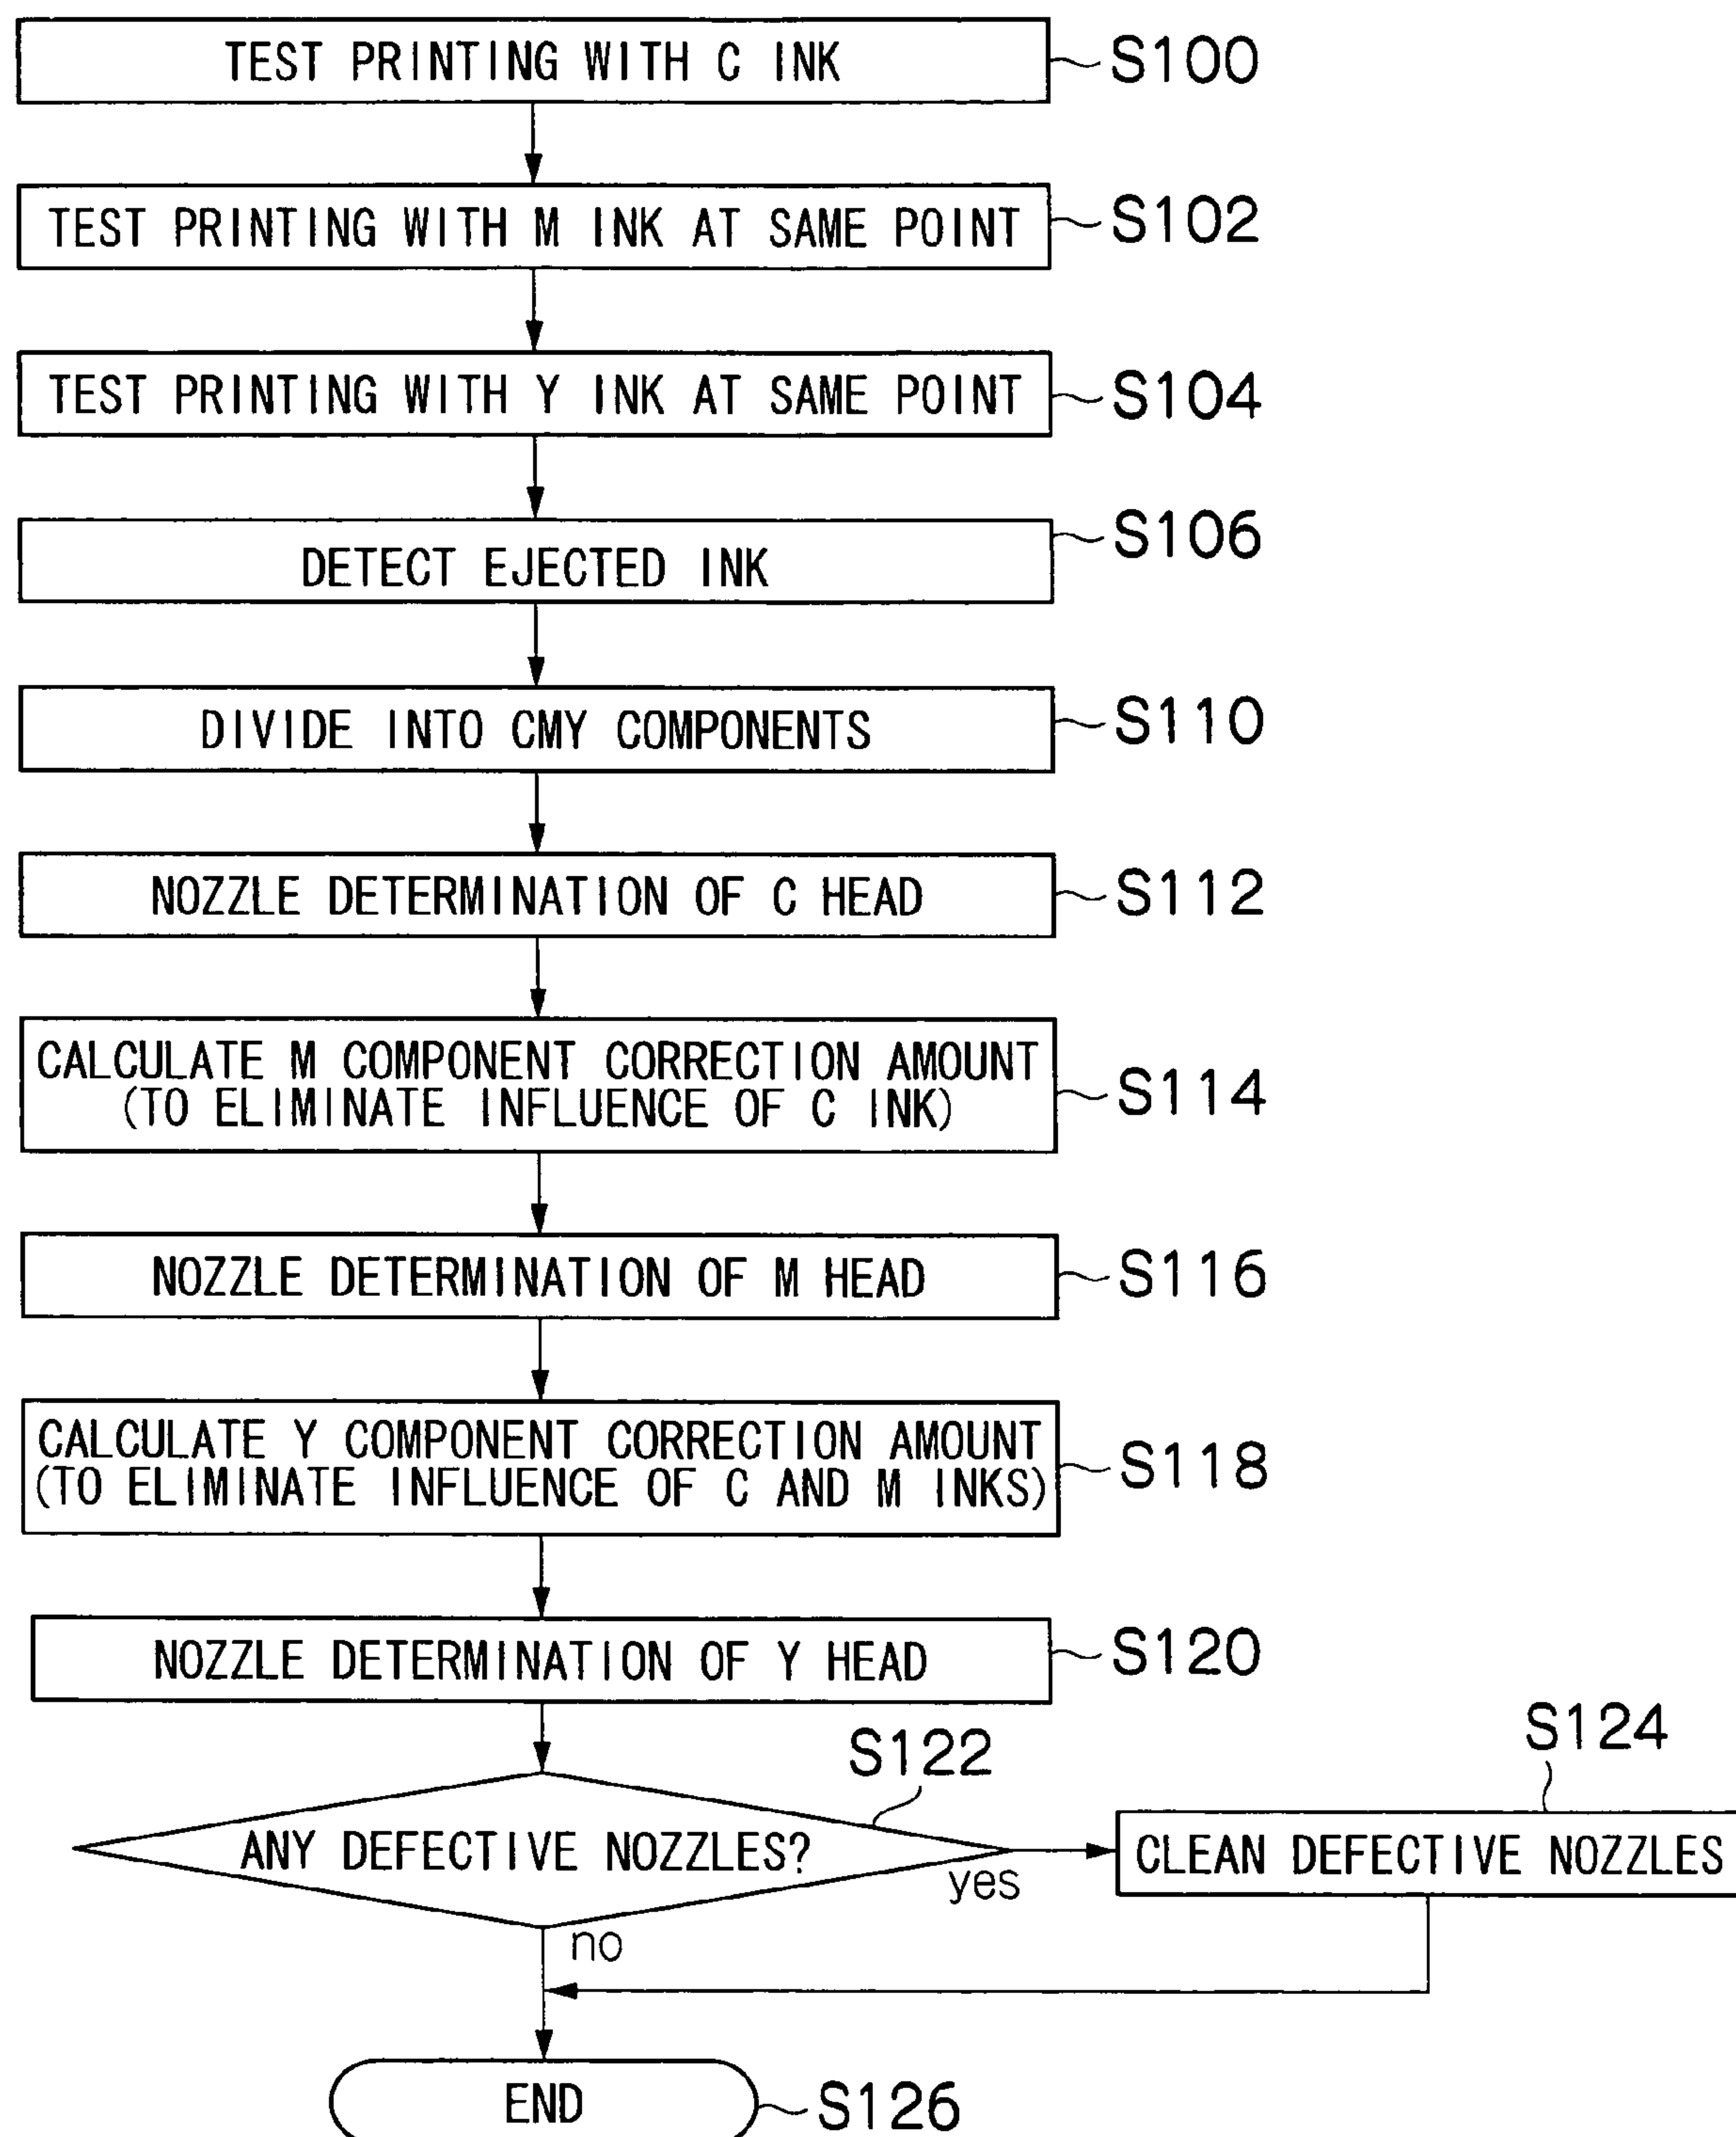 TEST PRINTING WITH C INK
S100
TEST PRINTING WITH M INK AT SAME POINT
S102
TEST PRINTING WITH Y INK AT SAME POINT
S104
DETECT EJECTED INK
S106
DIVIDE INTO CMY COMPONENTS
S110
NOZZLE DETERMINATION OF C HEAD
S112
CALCULATE M COMPONENT CORRECTION AMOUNT
(TO ELIMINATE INFLUENCE OF C INK)
S114
NOZZLE DETERMINATION OF M HEAD
S116
CALCULATE Y COMPONENT CORRECTION AMOUNT
(TO ELIMINATE INFLUENCE OF C AND M INKS)
S118
NOZZLE DETERMINATION OF Y HEAD
S120
S122
ANY DEFECTIVE NOZZLES?
yes
S124
CLEAN DEFECTIVE NOZZLES
no
END
S126